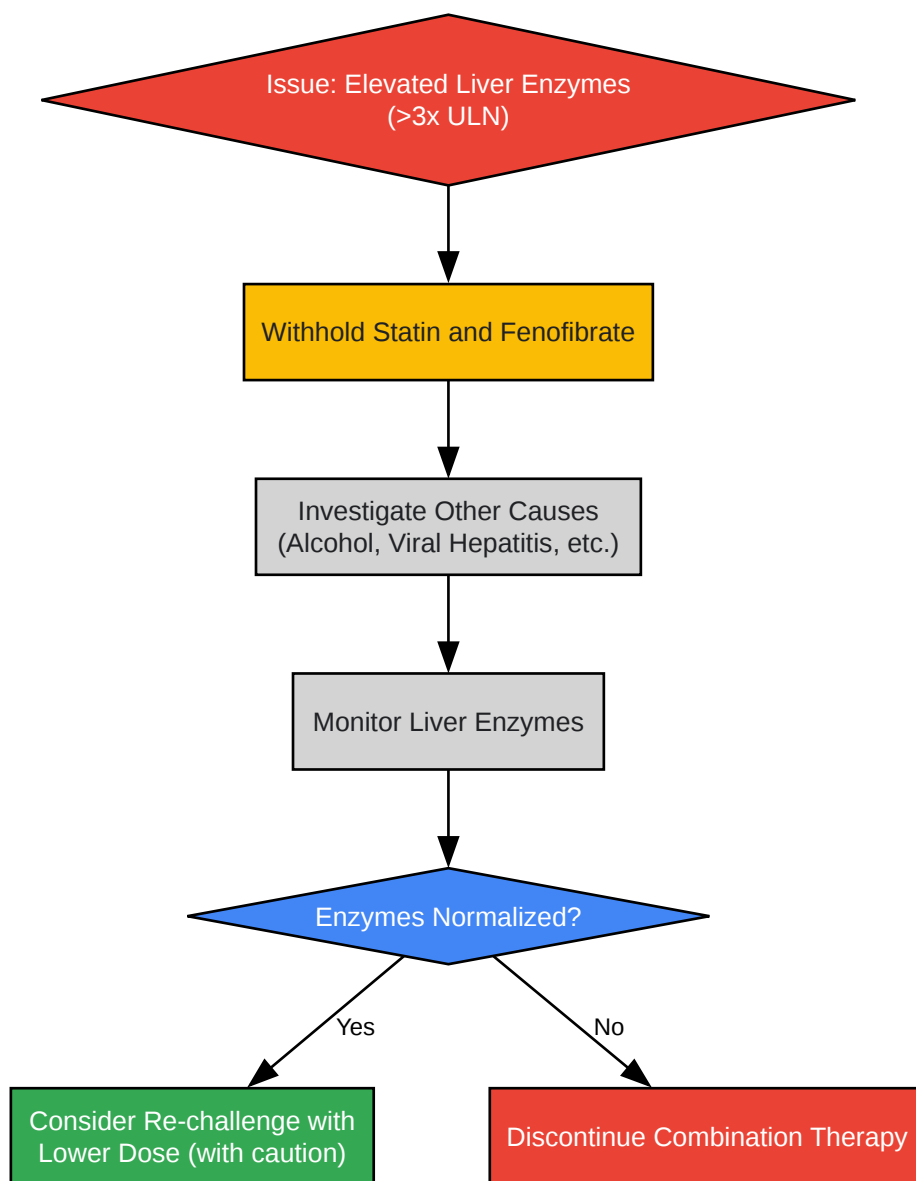 Issue: Elevated Liver Enzymes
(>3x ULN)
Withhold Statin and Fenofibrate
Investigate Other Causes
(Alcohol, Viral Hepatitis, etc.)
Monitor Liver Enzymes
Enzymes Normalized?
Yes
No
Consider Re-challenge with
Lower Dose (with caution)
Discontinue Combination Therapy